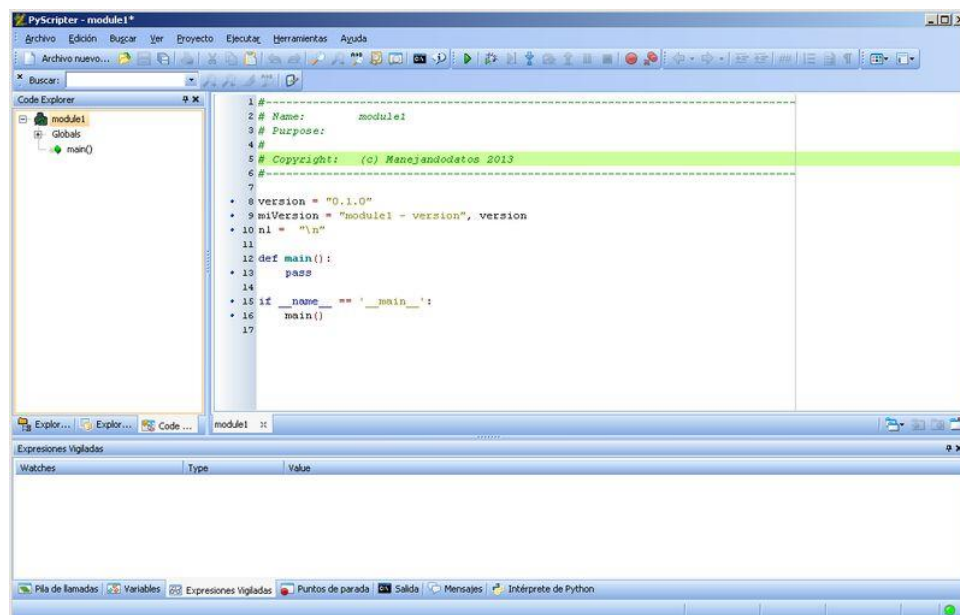 PyScripter - module1*
Archivo Edición Buscar Ver Proyecto Ejecutar Herramientas Ayuda
Archivo nuevo...
Buscar:
Code Explorer
module1
Globals
main()
1 #-------------------------------------------------------------------------------
2 # Name: module1
3 # Purpose:
4 #
5 # Copyright: (c) Manejandodatos 2013
6 #-------------------------------------------------------------------------------
7
8 version = "0.1.0"
9 miVersion = "module1 - version", version
10 nl = "\n"
11
12 def main():
13 pass
14
15 if __name__ == '__main__':
16 main()
17
Explor... Explor... Code ...
module1
Expresiones Vigiladas
Watches Type Value
Pila de llamadas Variables Expresiones Vigiladas Puntos de parada Salida Mensajes Intérprete de Python